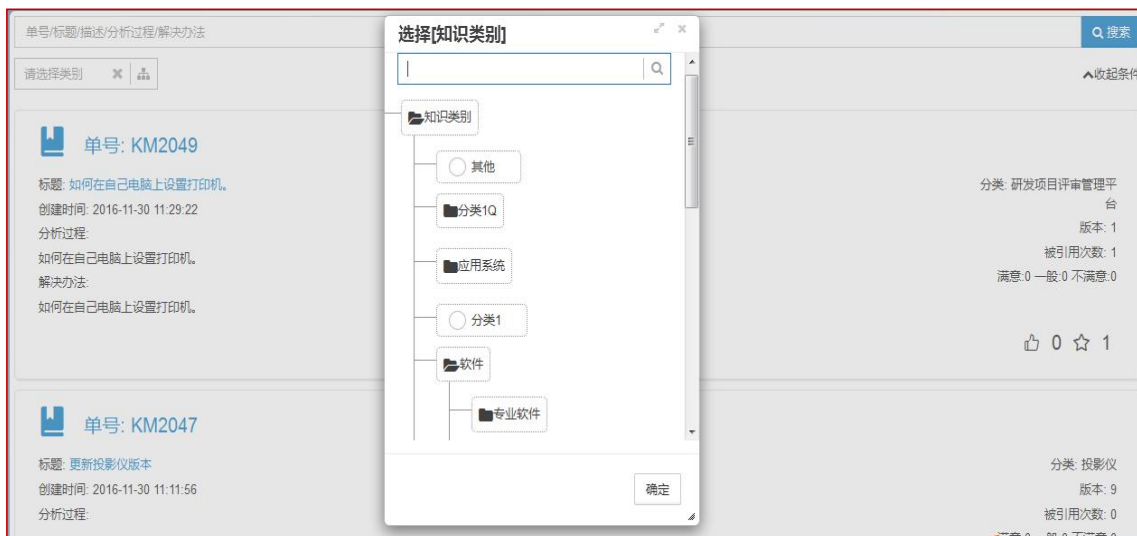 单号/标题/描述/分析过程/解决办法
搜索
请选择类别
收起条件
选择[知识类别]
知识类别
其他
分类1Q
应用系统
分类1
软件
专业软件
确定
单号: KM2049
标题: 如何在自己电脑上设置打印机。
创建时间: 2016-11-30 11:29:22
分析过程:
如何在自己电脑上设置打印机。
解决办法:
如何在自己电脑上设置打印机。
分类: 研发项目评审管理平
台
版本: 1
被引用次数: 1
满意:0 一般:0 不满意:0
0 1
单号: KM2047
标题: 更新投影仪版本
创建时间: 2016-11-30 11:11:56
分析过程:
分类: 投影仪
版本: 9
被引用次数: 0
满意:0 一般:0 不满意:0